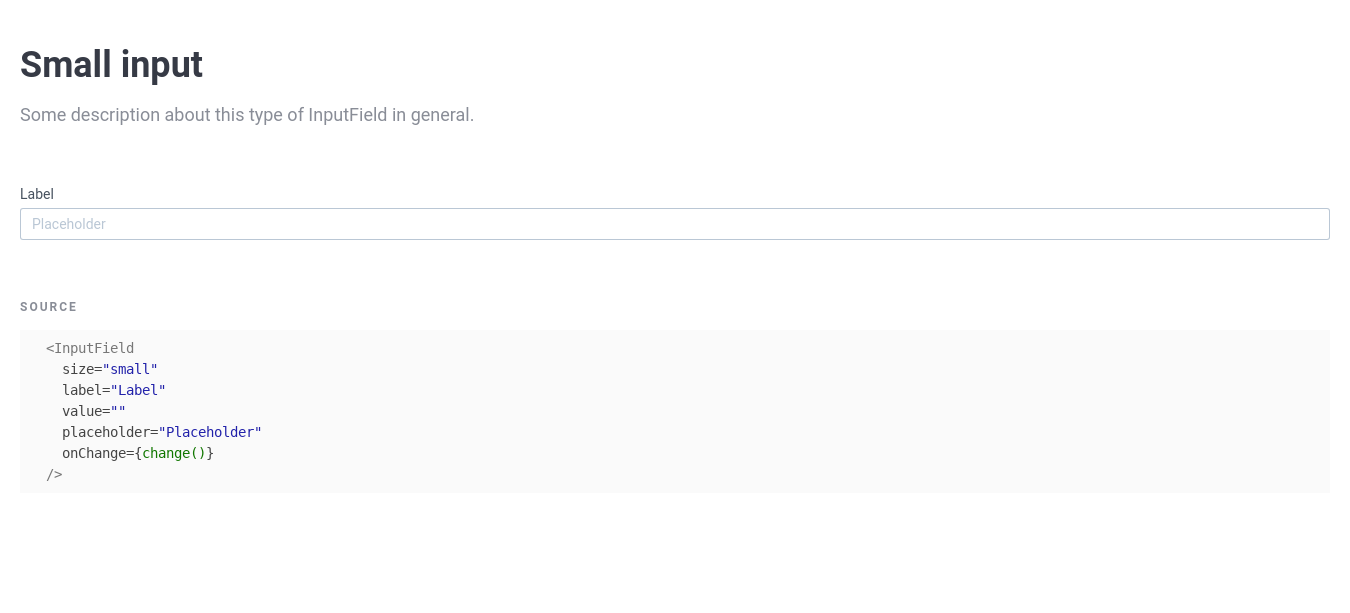 Small input
Some description about this type of InputField in general.
Label
Placeholder
SOURCE
<InputField
  size="small"
  label="Label"
  value=""
  placeholder="Placeholder"
  onChange={change()}
/>